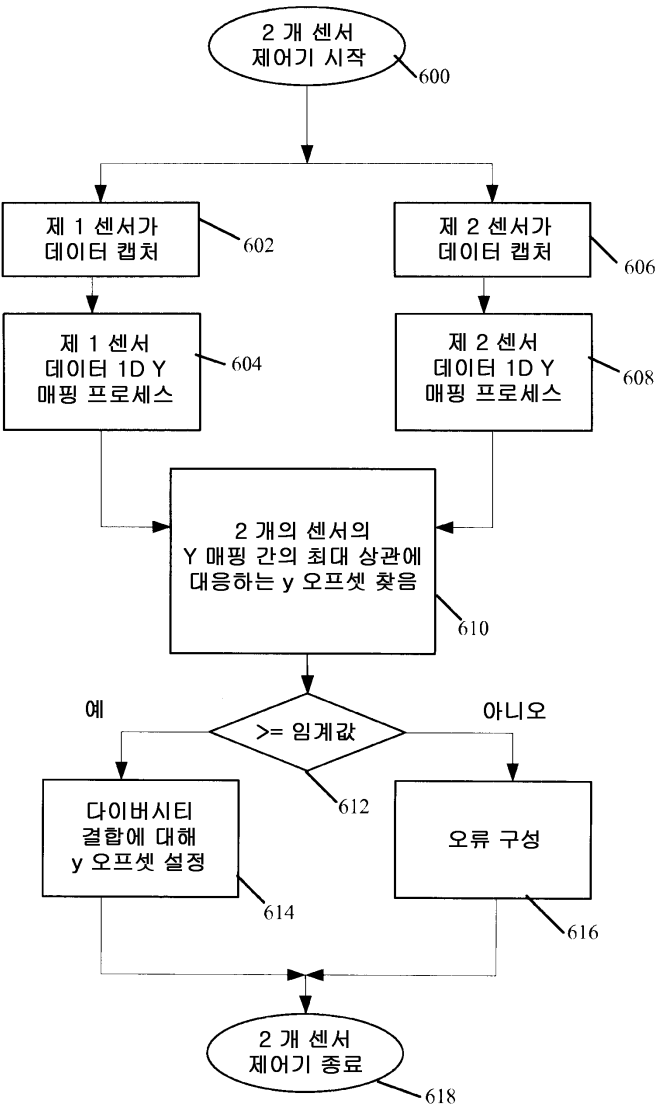 2 개 센서
제어기 시작
600
제 1 센서가
데이터 캡처
602
제 2 센서가
데이터 캡처
606
제 1 센서
데이터 1D Y
매핑 프로세스
604
제 2 센서
데이터 1D Y
매핑 프로세스
608
2 개의 센서의
Y 매핑 간의 최대 상관에
대응하는 y 오프셋 찾음
610
예
>= 임계값
아니오
612
다이버시티
결합에 대해
y 오프셋 설정
614
오류 구성
616
2 개 센서
제어기 종료
618